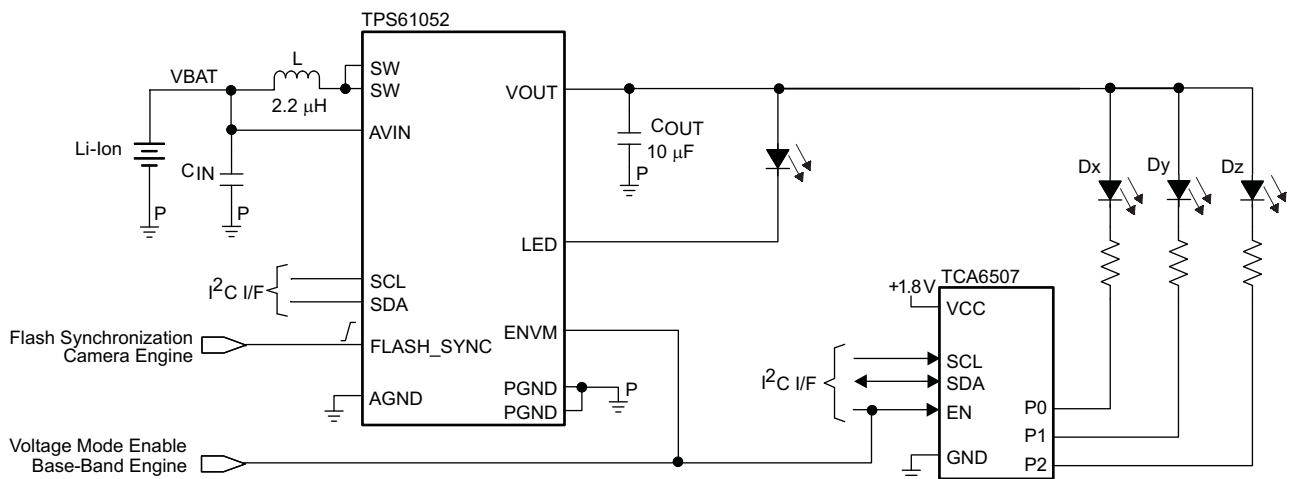 TPS61052
L
SW
VBAT
SW
VOUT
2.2 μH
AVIN
COUT
10 μF
Li-Ion
CIN
P
P
P
Dx
Dy
Dz
LED
TCA6507
+1.8 V
VCC
SCL
I²C I/F
SDA
ENVM
Flash Synchronization
Camera Engine
FLASH_SYNC
SCL
I²C I/F
SDA
PGND
P
AGND
PGND
EN
P0
P1
Voltage Mode Enable
Base-Band Engine
GND
P2